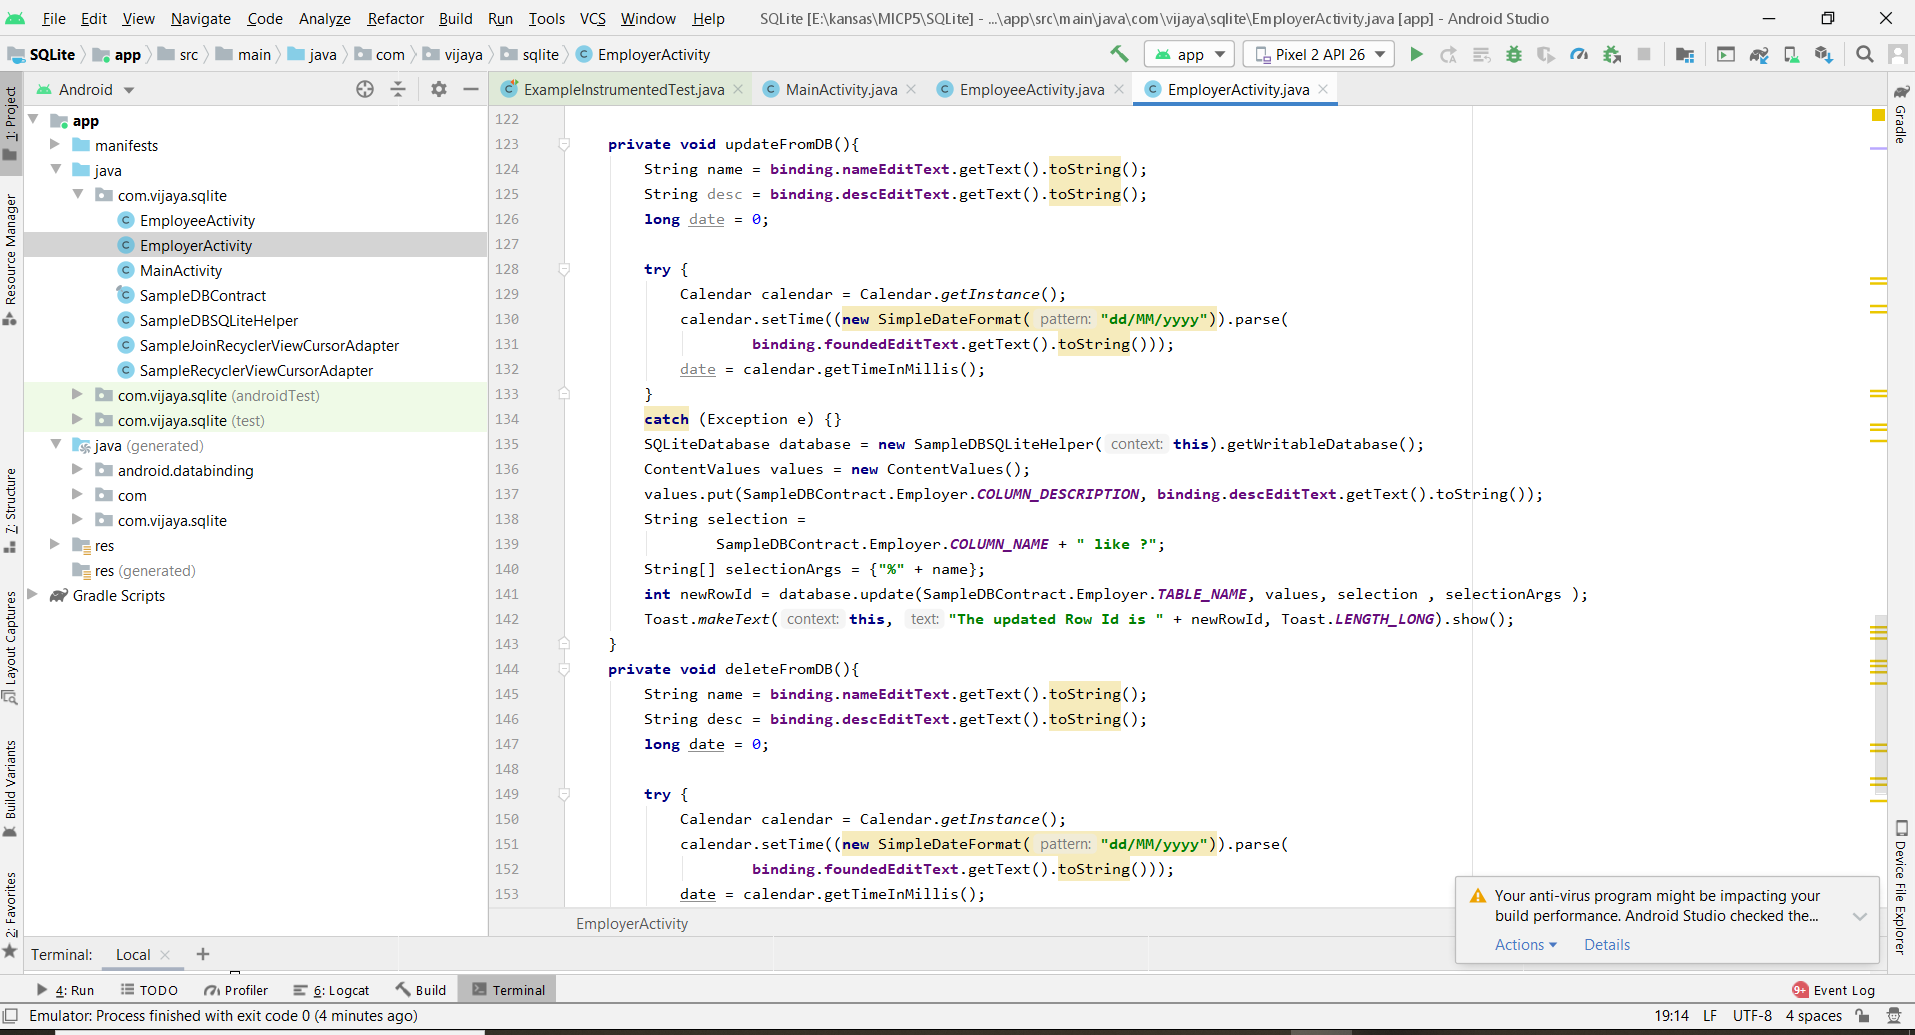 File Edit View Navigate Code Analyze Refactor Build Run Tools VCS Window Help SQLite [E:\kansas\MICP5\SQLite] - ...\app\src\main\java\com\vijaya\sqlite\EmployerActivity.java [app] - Android Studio
SQLite app src main java com vijaya sqlite EmployerActivity app Pixel 2 API 26
Android
ExampleInstrumentedTest.java MainActivity.java EmployeeActivity.java EmployerActivity.java
1: Project
Resource Manager
7: Structure
Layout Captures
Build Variants
2: Favorites
app
manifests
java
com.vijaya.sqlite
EmployeeActivity
EmployerActivity
MainActivity
SampleDBContract
SampleDBSQLiteHelper
SampleJoinRecyclerViewCursorAdapter
SampleRecyclerViewCursorAdapter
com.vijaya.sqlite (androidTest)
com.vijaya.sqlite (test)
java (generated)
android.databinding
com
com.vijaya.sqlite
res
res (generated)
Gradle Scripts
122
123 private void updateFromDB(){
124 String name = binding.nameEditText.getText().toString();
125 String desc = binding.descEditText.getText().toString();
126 long date = 0;
127
128 try {
129 Calendar calendar = Calendar.getInstance();
130 calendar.setTime((new SimpleDateFormat( pattern: "dd/MM/yyyy")).parse(
131 binding.foundedEditText.getText().toString()));
132 date = calendar.getTimeInMillis();
133 }
134 catch (Exception e) {}
135 SQLiteDatabase database = new SampleDBSQLiteHelper( context: this).getWritableDatabase();
136 ContentValues values = new ContentValues();
137 values.put(SampleDBContract.Employer.COLUMN_DESCRIPTION, binding.descEditText.getText().toString());
138 String selection =
139 SampleDBContract.Employer.COLUMN_NAME + " like ?";
140 String[] selectionArgs = {"%" + name};
141 int newRowId = database.update(SampleDBContract.Employer.TABLE_NAME, values, selection , selectionArgs );
142 Toast.makeText( context: this, text: "The updated Row Id is " + newRowId, Toast.LENGTH_LONG).show();
143 }
144 private void deleteFromDB(){
145 String name = binding.nameEditText.getText().toString();
146 String desc = binding.descEditText.getText().toString();
147 long date = 0;
148
149 try {
150 Calendar calendar = Calendar.getInstance();
151 calendar.setTime((new SimpleDateFormat( pattern: "dd/MM/yyyy")).parse(
152 binding.foundedEditText.getText().toString()));
153 date = calendar.getTimeInMillis();
EmployerActivity
Gradle
Device File Explorer
Your anti-virus program might be impacting your
build performance. Android Studio checked the...
Actions Details
Terminal: Local +
4: Run TODO Profiler 6: Logcat Build Terminal 9+ Event Log
Emulator: Process finished with exit code 0 (4 minutes ago) 19:14 LF UTF-8 4 spaces